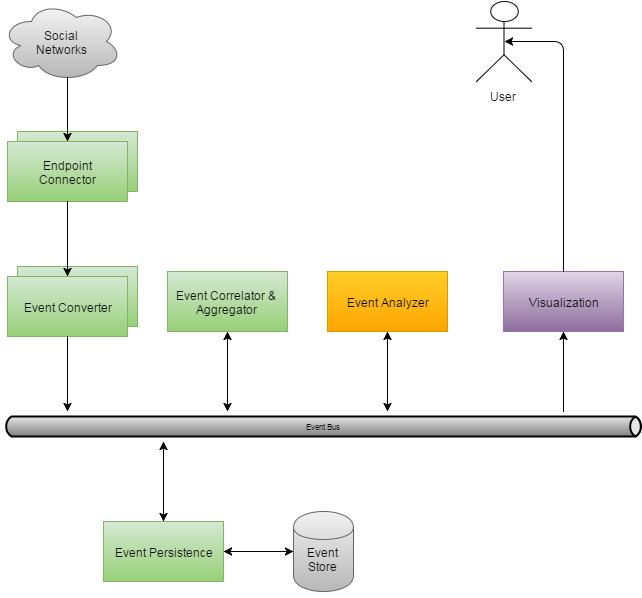 Social
Networks
User
Endpoint
Connector
Event Converter
Event Correlator &
Aggregator
Event Analyzer
Visualization
Event Bus
Event Persistence
Event
Store